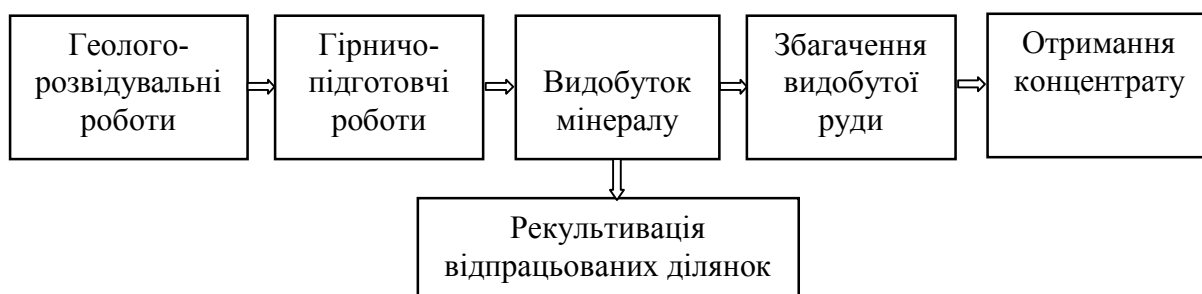 Геолого-
розвідувальні
роботи
Гірничо-
підготовчі
роботи
Видобуток
мінералу
Збагачення
видобутої
руди
Отримання
концентрату
Рекультивація
відпрацьованих ділянок